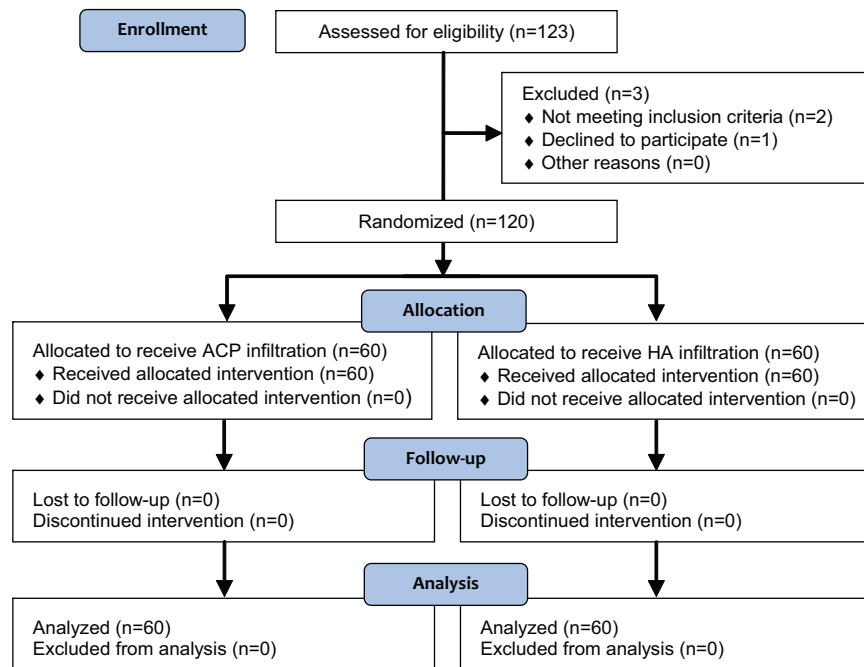 Enrollment
Assessed for eligibility (n=123)
Excluded (n=3)
♦ Not meeting inclusion criteria (n=2)
♦ Declined to participate (n=1)
♦ Other reasons (n=0)
Randomized (n=120)
Allocation
Allocated to receive ACP infiltration (n=60)
♦ Received allocated intervention (n=60)
♦ Did not receive allocated intervention (n=0)
Allocated to receive HA infiltration (n=60)
♦ Received allocated intervention (n=60)
♦ Did not receive allocated intervention (n=0)
Follow-up
Lost to follow-up (n=0)
Discontinued intervention (n=0)
Lost to follow-up (n=0)
Discontinued intervention (n=0)
Analysis
Analyzed (n=60)
Excluded from analysis (n=0)
Analyzed (n=60)
Excluded from analysis (n=0)